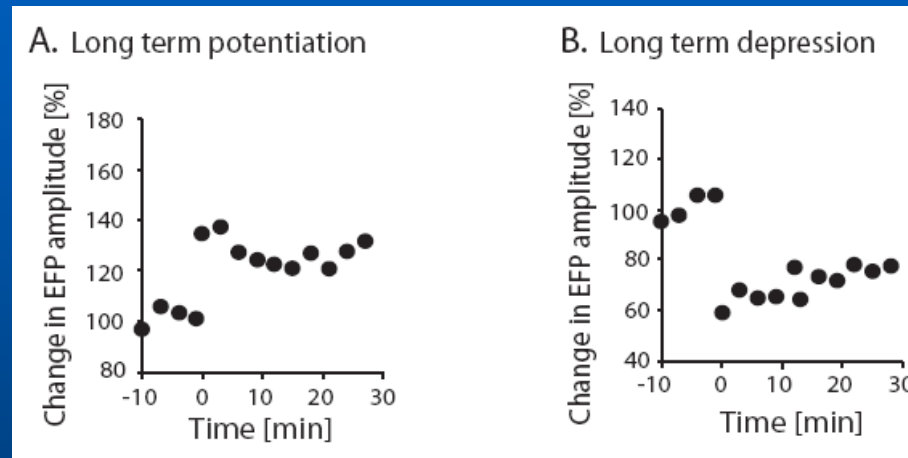 A. Long term potentiation
Change in EFP amplitude [%]
180
160
140
120
100
80
-10 0 10 20 30
Time [min]
B. Long term depression
Change in EFP amplitude [%]
140
120
100
80
60
40
-10 0 10 20 30
Time [min]